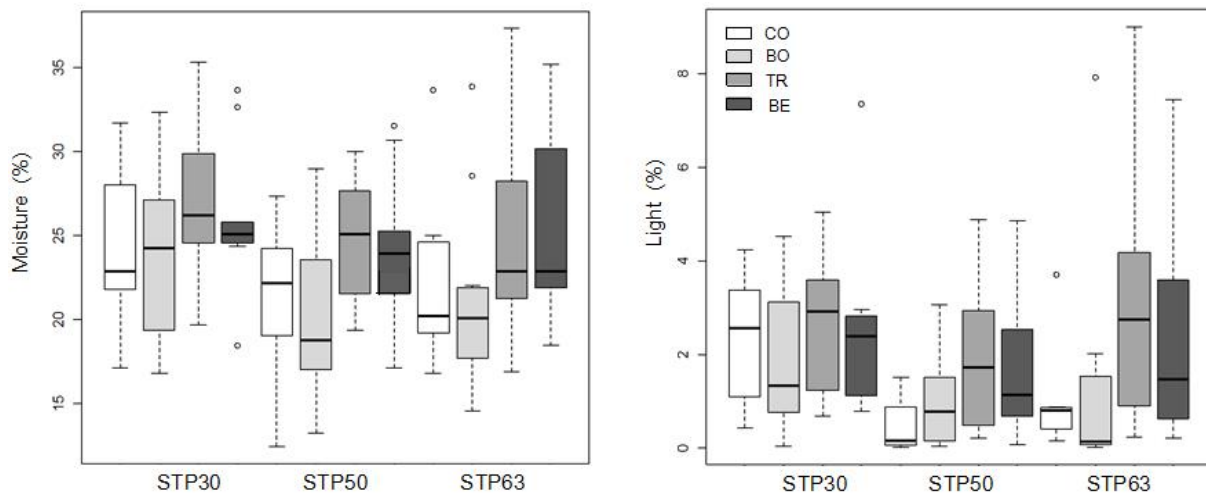 Moisture (%)
35
30
25
20
15
STP30 STP50 STP63
Light (%)
8
6
4
2
0
CO
BO
TR
BE
STP30 STP50 STP63